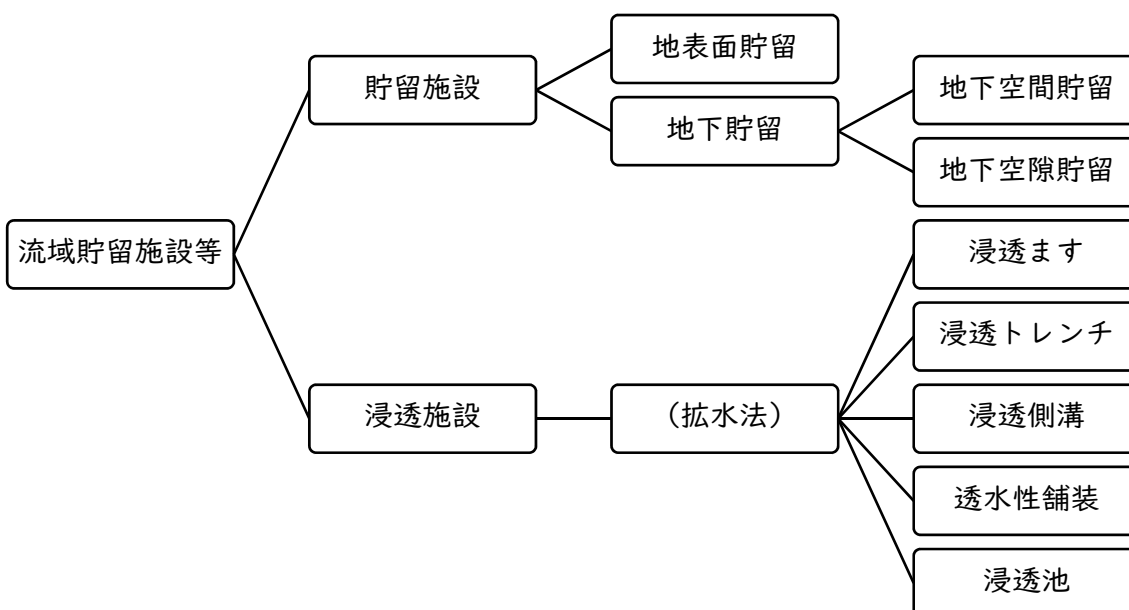 流域貯留施設等
貯留施設
地表面貯留
地下貯留
地下空間貯留
地下空隙貯留
浸透施設
（拡水法）
浸透ます
浸透トレンチ
浸透側溝
透水性舗装
浸透池